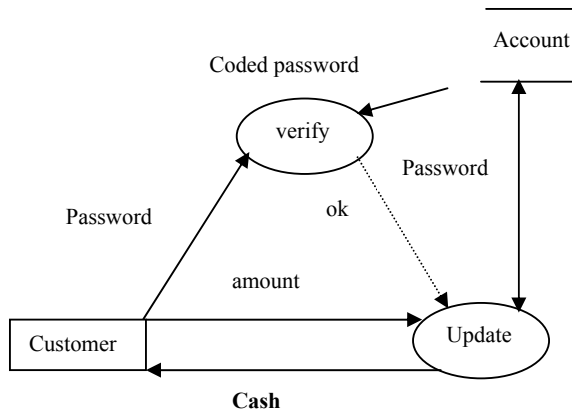 Account
Coded password
verify
Password
Password
ok
amount
Customer
Update
Cash